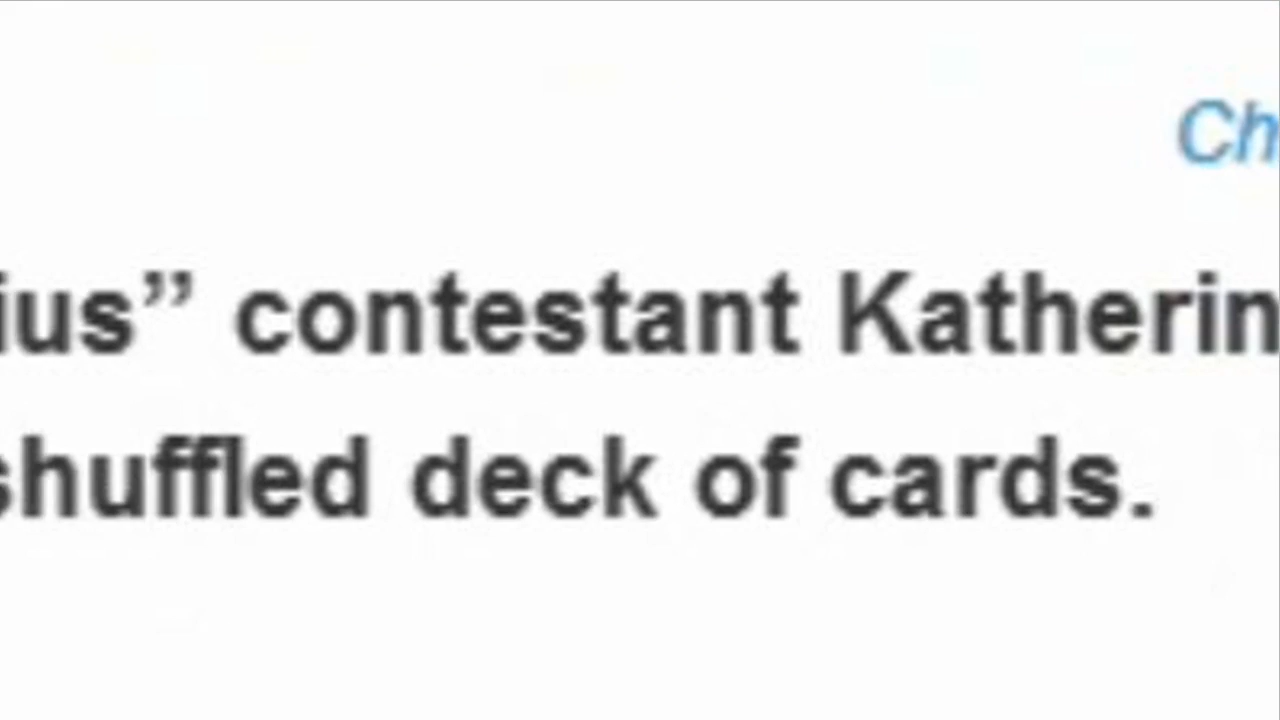 Ch
ius” contestant Katherin
shuffled deck of cards.